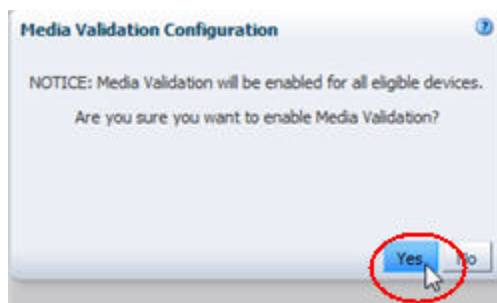 Media Validation Configuration
NOTICE: Media Validation will be enabled for all eligible devices.
Are you sure you want to enable Media Validation?
Yes No